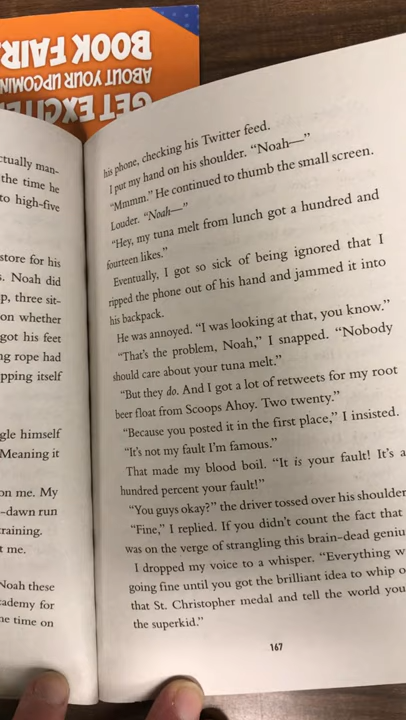 BOOK FAIR
ABOUT YOUR UPCOMING
GET EXCITE
ctually man-
the time he
to high-five
store for his
s. Noah did
p, three sit-
on whether
got his feet
ng rope had
pping itself
gle himself
Meaning it
on me. My
-dawn run
training.
t me.
Noah these
cademy for
he time on
his phone, checking his Twitter feed.
I put my hand on his shoulder. “Noah—”
“Mmmm.” He continued to thumb the small screen.
Louder. “Noah—”
“Hey, my tuna melt from lunch got a hundred and
fourteen likes.”
Eventually, I got so sick of being ignored that I
ripped the phone out of his hand and jammed it into
his backpack.
He was annoyed. “I was looking at that, you know.”
“That’s the problem, Noah,” I snapped. “Nobody
should care about your tuna melt.”
“But they do. And I got a lot of retweets for my root
beer float from Scoops Ahoy. Two twenty.”
“Because you posted it in the first place,” I insisted.
“It’s not my fault I’m famous.”
That made my blood boil. “It is your fault! It’s a
hundred percent your fault!”
“You guys okay?” the driver tossed over his shoulder
“Fine,” I replied. If you didn’t count the fact that
was on the verge of strangling this brain-dead geniu
I dropped my voice to a whisper. “Everything w
going fine until you got the brilliant idea to whip o
that St. Christopher medal and tell the world you
the superkid.”
167